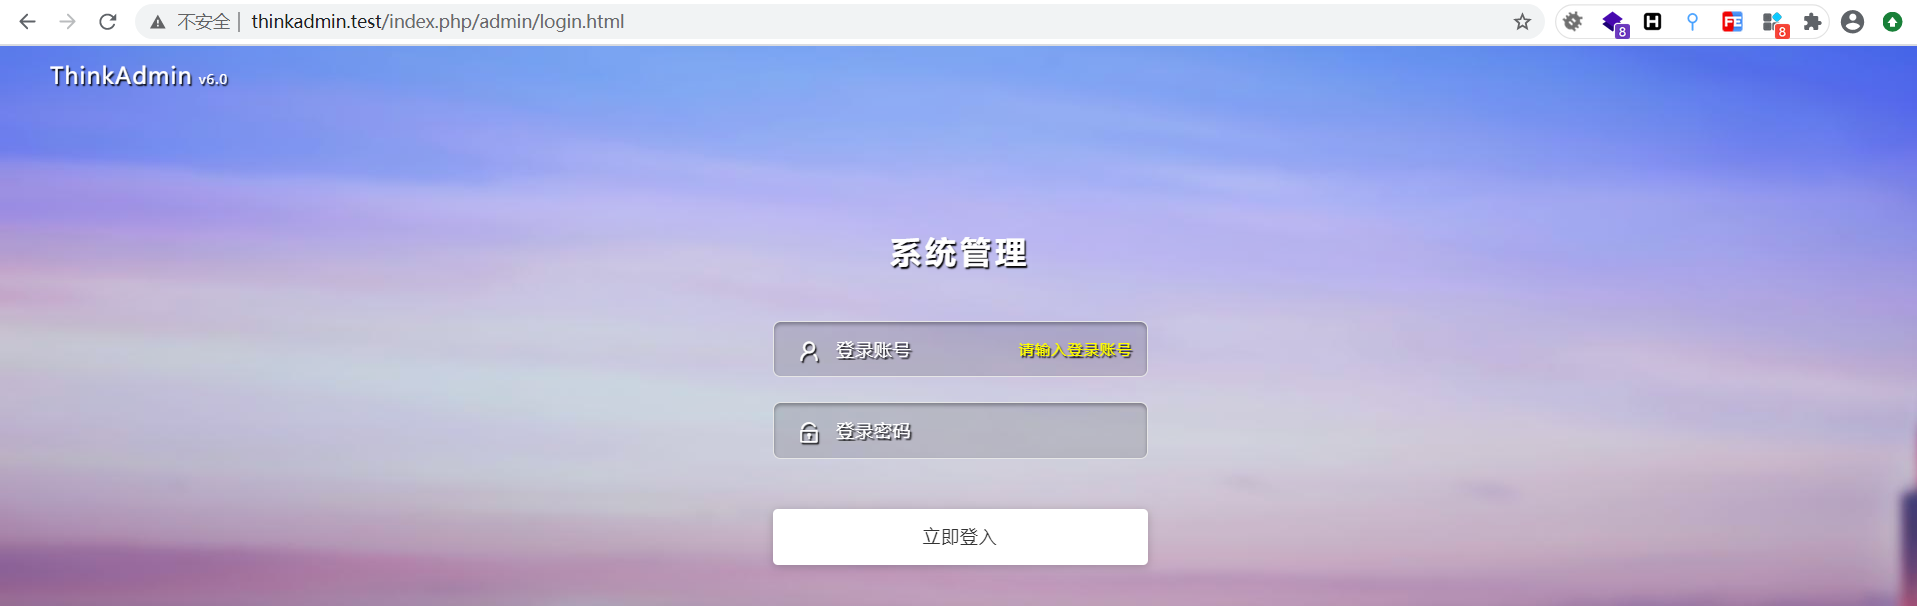 不安全 | thinkadmin.test/index.php/admin/login.html
8
H
FE
8
ThinkAdmin v6.0
系统管理
登录账号 请输入登录账号
登录密码
立即登入